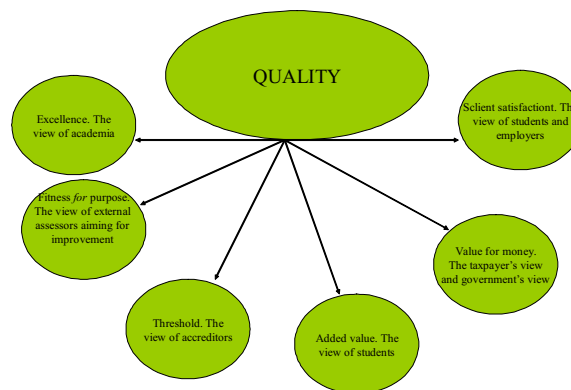 QUALITY
Excellence. The
view of academia
Sclient satisfactiont. Th
view of students and
employers
Fitness for purpose.
The view of external
assessors aiming for
improvement
Value for money.
The taxpayer's view
and government's view
Threshold. The
view of accreditors
Added value. The
view of students